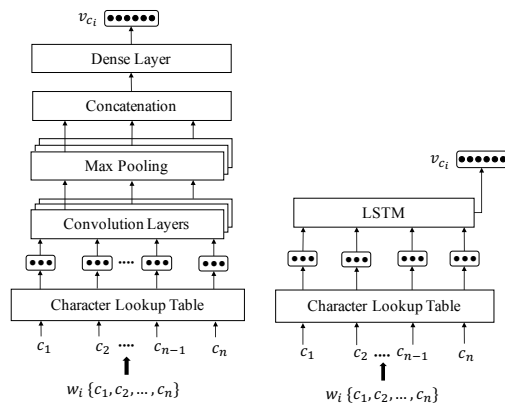 v_{c_i}
Dense Layer
Concatenation
Max Pooling
Convolution Layers
....
Character Lookup Table
c_1 c_2 .... c_{n−1} c_n
w_i {c_1, c_2, ..., c_n}
v_{c_i}
LSTM
Character Lookup Table
c_1 c_2 .... c_{n−1} c_n
w_i {c_1, c_2, ..., c_n}